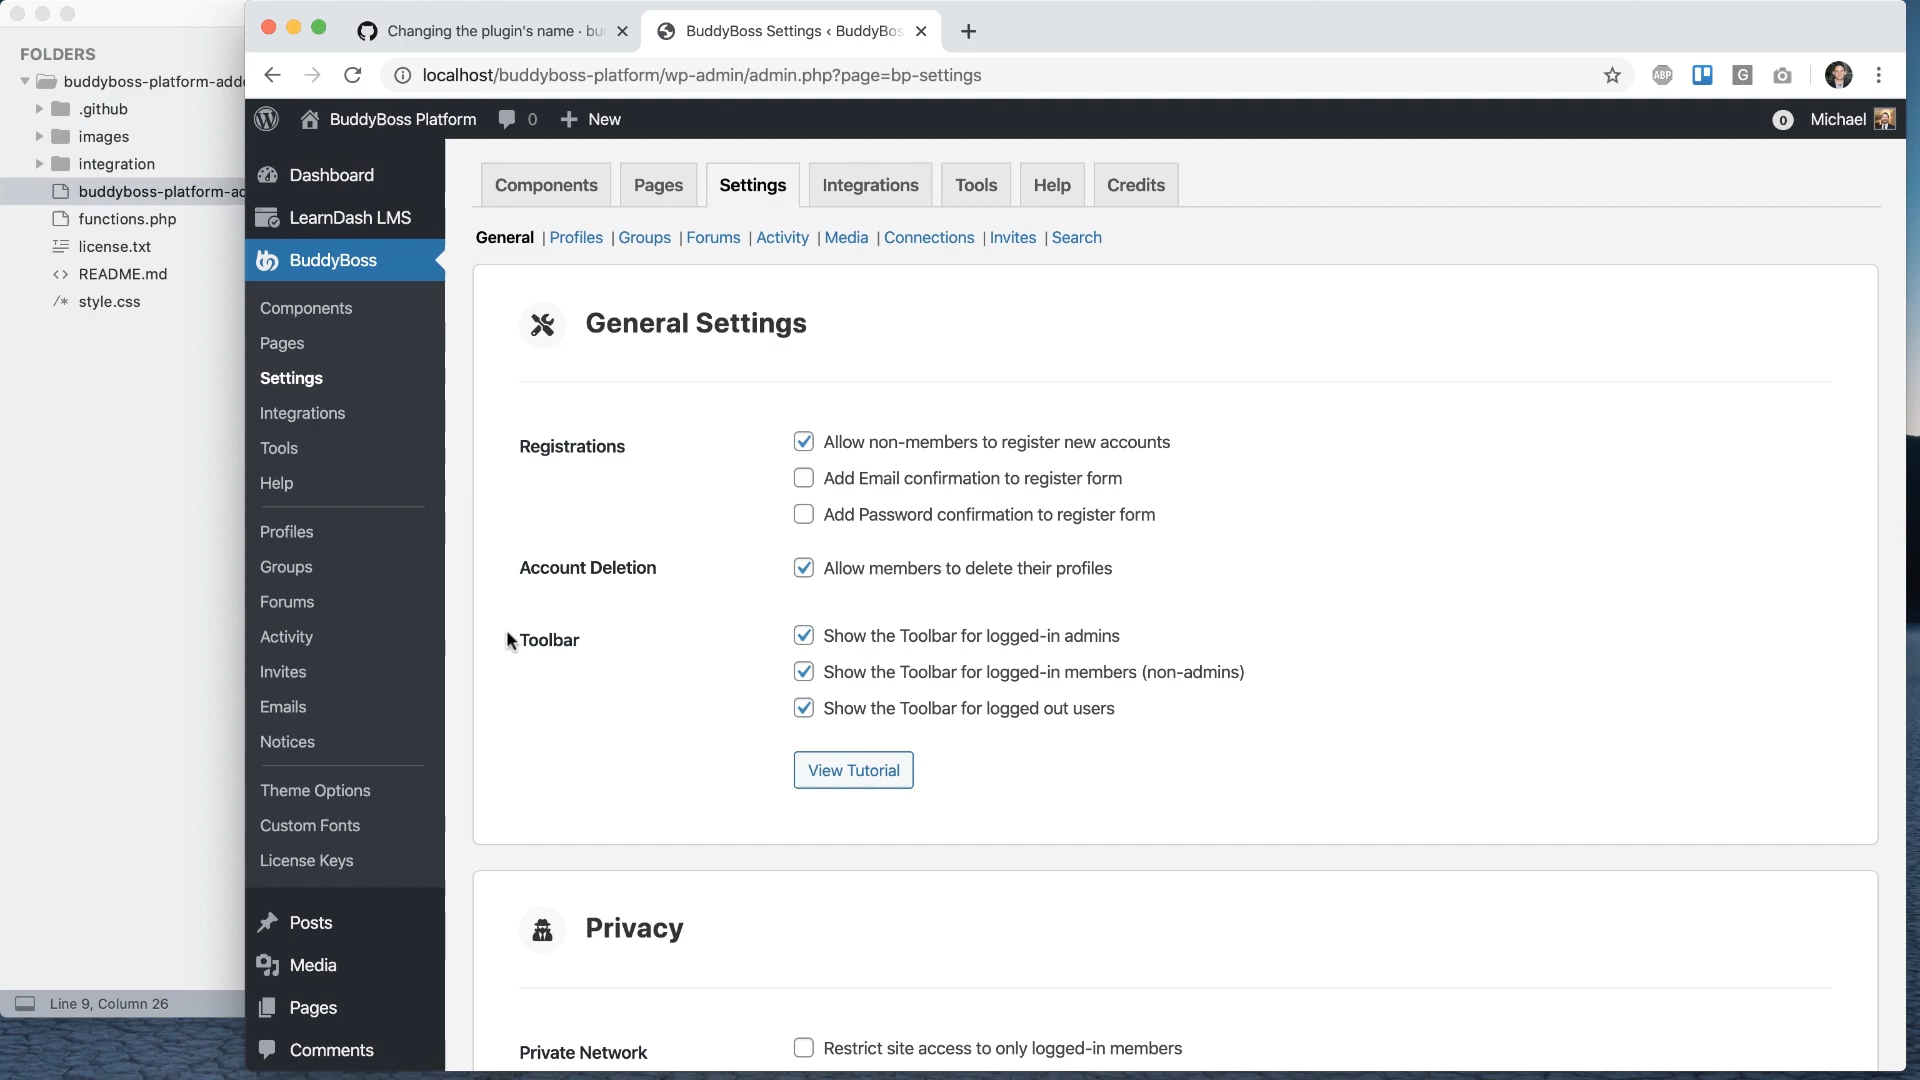 FOLDERS
buddyboss-platform-add
.github
images
integration
buddyboss-platform-ad
functions.php
license.txt
README.md
style.css
Line 9, Column 26
Changing the plugin's name · bu
BuddyBoss Settings ‹ BuddyBos
localhost/buddyboss-platform/wp-admin/admin.php?page=bp-settings
ABP
G
BuddyBoss Platform
0
New
0
Michael
Dashboard
LearnDash LMS
BuddyBoss
Components
Pages
Settings
Integrations
Tools
Help
Profiles
Groups
Forums
Activity
Invites
Emails
Notices
Theme Options
Custom Fonts
License Keys
Posts
Media
Pages
Comments
Components
Pages
Settings
Integrations
Tools
Help
Credits
General | Profiles | Groups | Forums | Activity | Media | Connections | Invites | Search
General Settings
Registrations
Allow non-members to register new accounts
Add Email confirmation to register form
Add Password confirmation to register form
Account Deletion
Allow members to delete their profiles
Toolbar
Show the Toolbar for logged-in admins
Show the Toolbar for logged-in members (non-admins)
Show the Toolbar for logged out users
View Tutorial
Privacy
Private Network
Restrict site access to only logged-in members